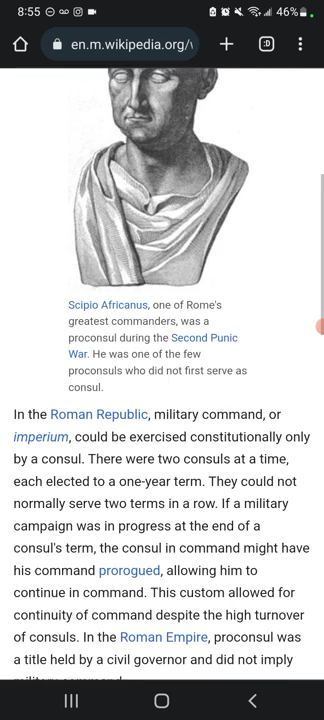 8:55
46%
en.m.wikipedia.org/
:D
Scipio Africanus, one of Rome's
greatest commanders, was a
proconsul during the Second Punic
War. He was one of the few
proconsuls who did not first serve as
consul.
In the Roman Republic, military command, or
imperium, could be exercised constitutionally only
by a consul. There were two consuls at a time,
each elected to a one-year term. They could not
normally serve two terms in a row. If a military
campaign was in progress at the end of a
consul's term, the consul in command might have
his command prorogued, allowing him to
continue in command. This custom allowed for
continuity of command despite the high turnover
of consuls. In the Roman Empire, proconsul was
a title held by a civil governor and did not imply
military command.